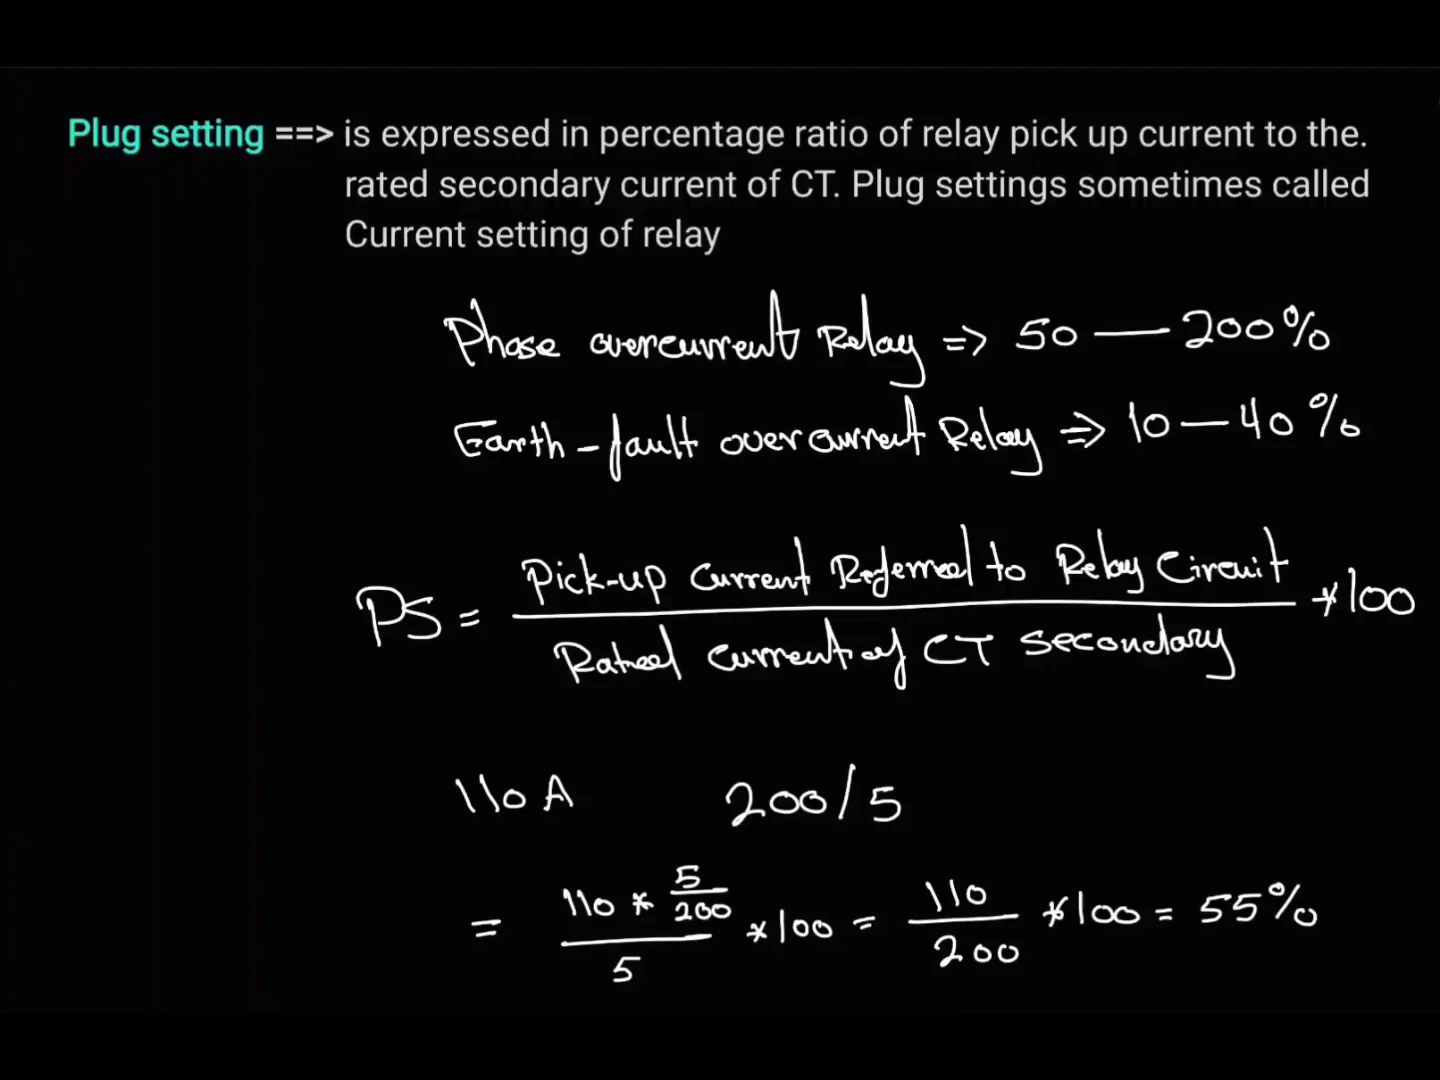 Plug setting ==> is expressed in percentage ratio of relay pick up current to the.
rated secondary current of CT. Plug settings sometimes called
Current setting of relay
Phase overcurrent Relay => 50 — 200%
Earth-fault overcurrent Relay => 10 — 40%
PS = Pick-up Current Referred to Relay Circuit / Rated current of CT Secondary * 100
110 A 200/5
= 110 * 5/200 / 5 * 100 = 110/200 * 100 = 55%